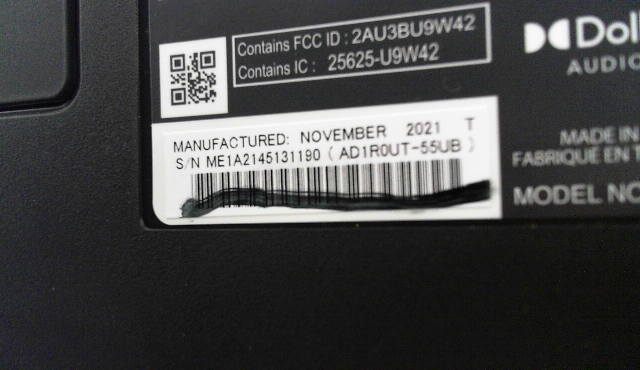 Contains FCC ID : 2AU3BU9W42
Contains IC : 25625-U9W42
AUDIO
MANUFACTURED: NOVEMBER 2021 T
S/N ME1A2145131190 ( AD1R0UT-55UB )
MADE IN
FABRIQUÉ EN
MODEL NO